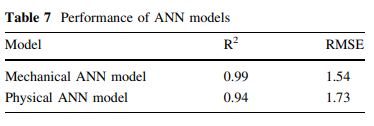 Table 7 Performance of ANN models
Model R² RMSE
Mechanical ANN model 0.99 1.54
Physical ANN model 0.94 1.73